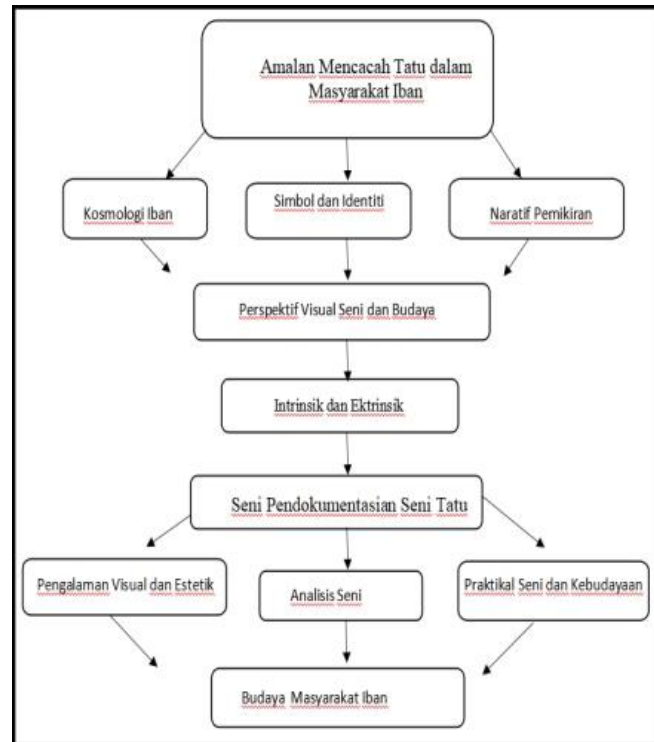 Amalan Mencacah Tatu dalam
Masyarakat Iban
Kosmologi Iban
Simbol dan Identiti
Naratif Pemikiran
Perspektif Visual Seni dan Budaya
Intrinsik dan Ektrinsik
Seni Pendokumentasian Seni Tatu
Pengalaman Visual dan Estetik
Analisis Seni
Praktikal Seni dan Kebudayaan
Budaya Masyarakat Iban